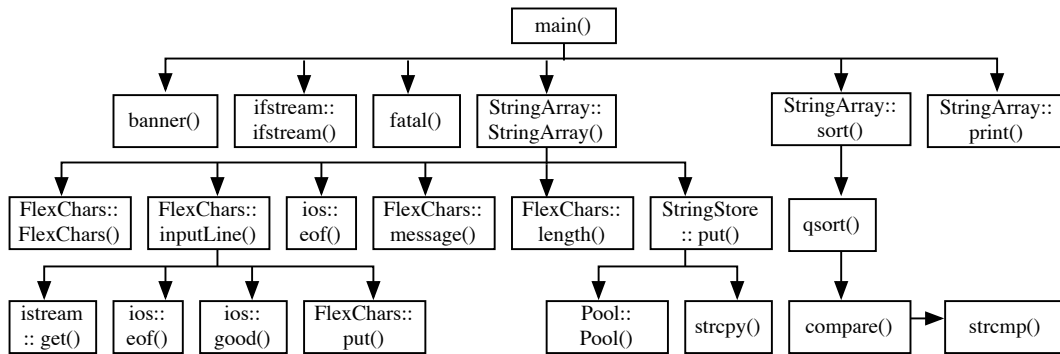 main()
banner()
ifstream::
ifstream()
fatal()
StringArray::
StringArray()
StringArray::
sort()
StringArray::
print()
FlexChars::
FlexChars()
FlexChars::
inputLine()
ios::
eof()
FlexChars::
message()
FlexChars::
length()
StringStore
:: put()
qsort()
istream
:: get()
ios::
eof()
ios::
good()
FlexChars::
put()
Pool::
Pool()
strcpy()
compare()
strcmp()